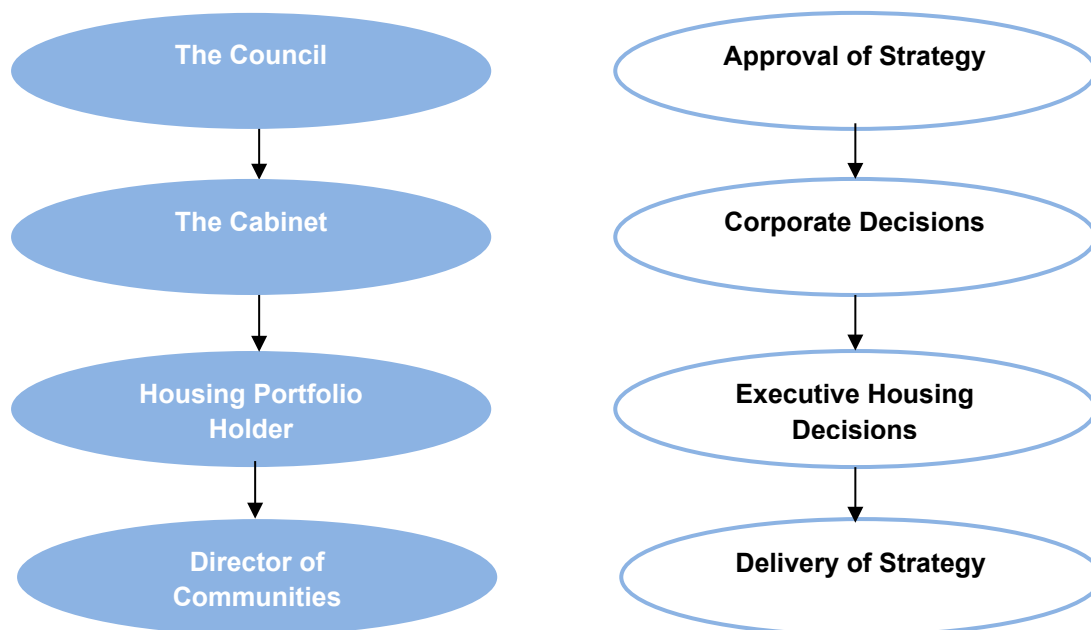 The Council
Approval of Strategy
The Cabinet
Corporate Decisions
Housing Portfolio
Holder
Executive Housing
Decisions
Director of
Communities
Delivery of Strategy